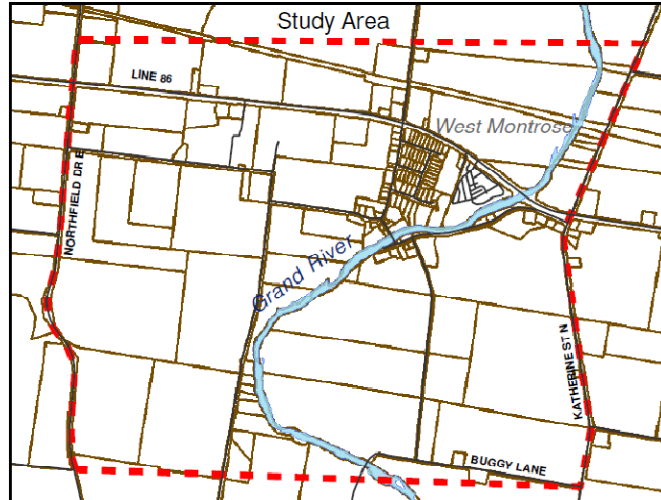 Study Area
LINE 86
West Montrose
NORTHFIELD DR E
Grand River
KATHERINE ST N
BUGGY LANE